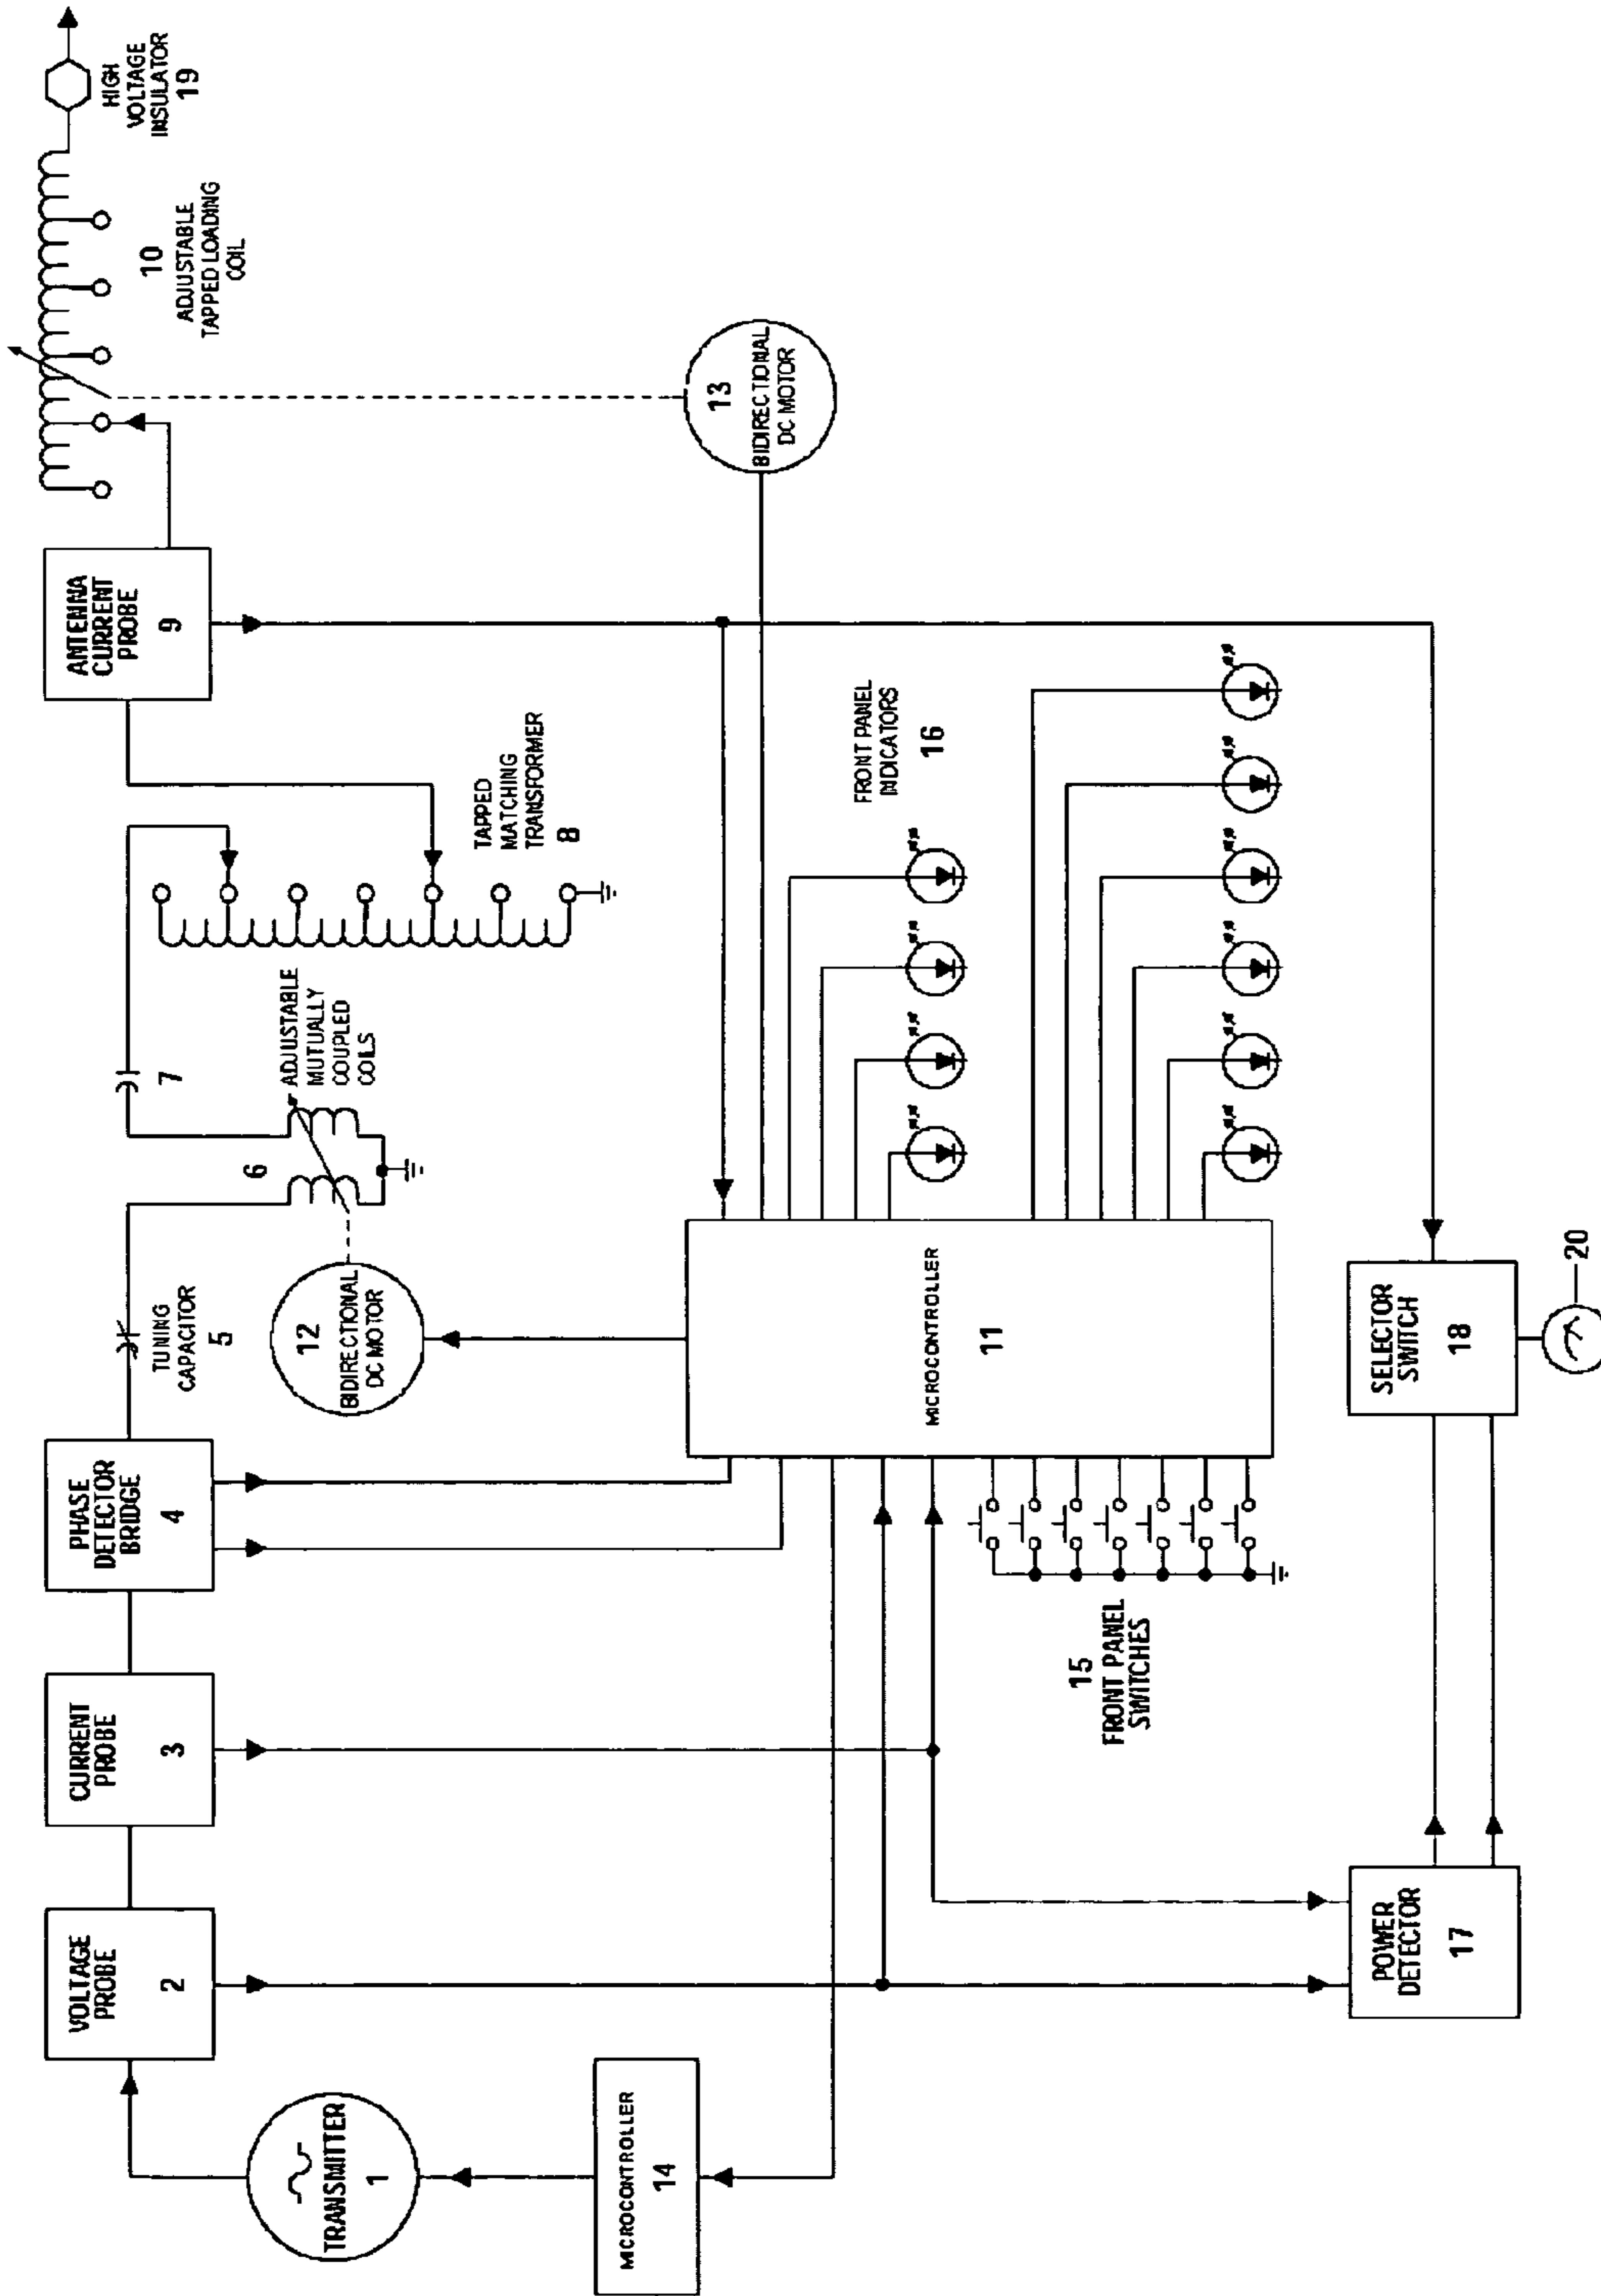 TRANSMITTER
1
VOLTAGE
PROBE
2
CURRENT
PROBE
3
PHASE
DETECTOR
BRIDGE
4
TUNING
CAPACITOR
5
6
ADJUSTABLE
MUTUALLY
COUPLED
COILS
7
TAPPED
MATCHING
TRANSFORMER
8
ANTENNA
CURRENT
PROBE
9
10
ADJUSTABLE
TAPPED LOADING
COIL
HIGH
VOLTAGE
INSULATOR
19
12
BIDIRECTIONAL
DC MOTOR
13
BIDIRECTIONAL
DC MOTOR
MICROCONTROLLER
14
MICROCONTROLLER
11
FRONT PANEL
INDICATORS
16
15
FRONT PANEL
SWITCHES
POWER
DETECTOR
17
SELECTOR
SWITCH
18
20